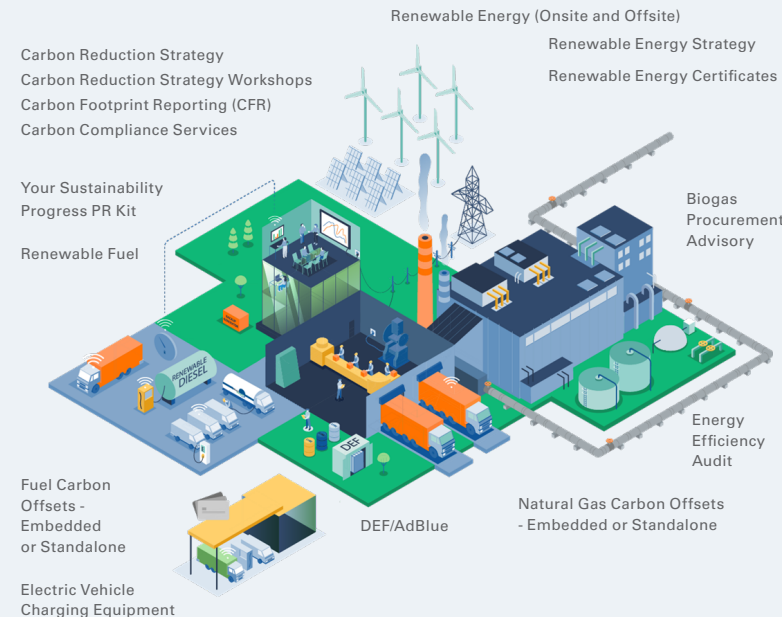 Renewable Energy (Onsite and Offsite)
Renewable Energy Strategy
Renewable Energy Certificates
Carbon Reduction Strategy
Carbon Reduction Strategy Workshops
Carbon Footprint Reporting (CFR)
Carbon Compliance Services
Your Sustainability
Progress PR Kit
Renewable Fuel
Biogas
Procurement
Advisory
RENEWABLE
DIESEL
DEF
Energy
Efficiency
Audit
Fuel Carbon
Offsets -
Embedded
or Standalone
DEF/AdBlue
Natural Gas Carbon Offsets
- Embedded or Standalone
Electric Vehicle
Charging Equipment